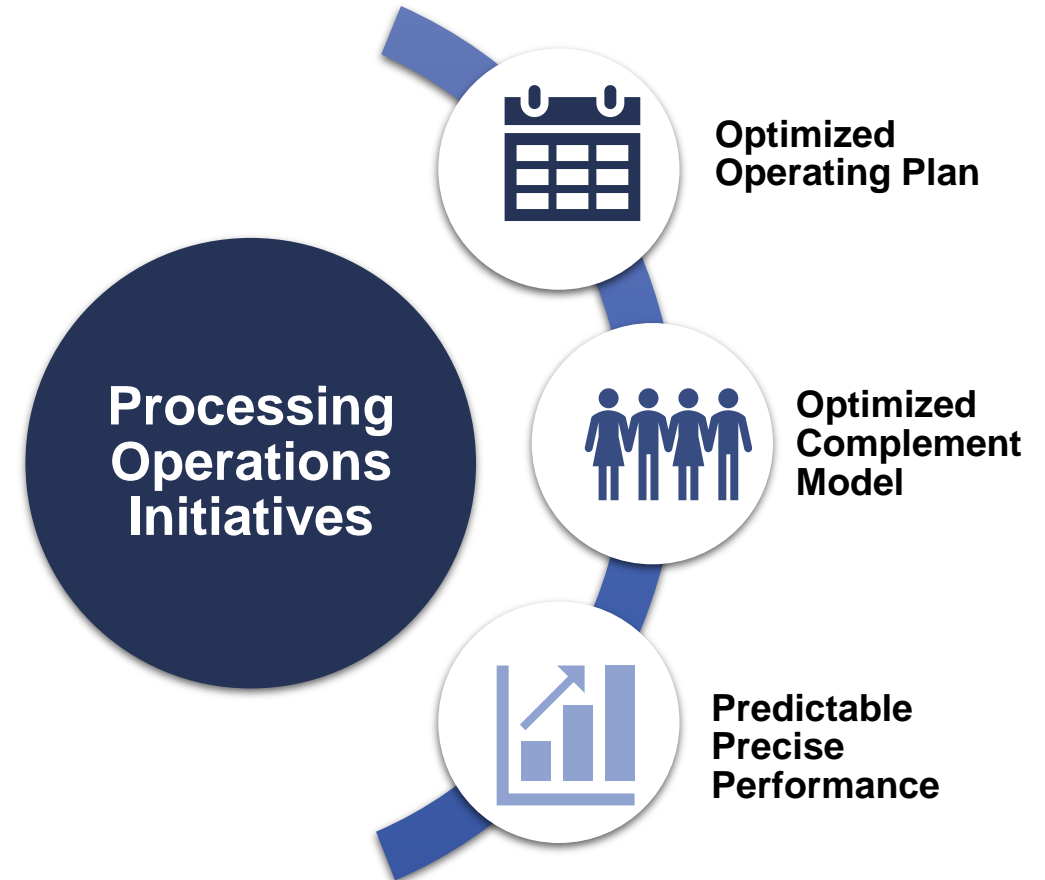 Processing
Operations
Initiatives
Optimized
Operating Plan
Optimized
Complement
Model
Predictable
Precise
Performance